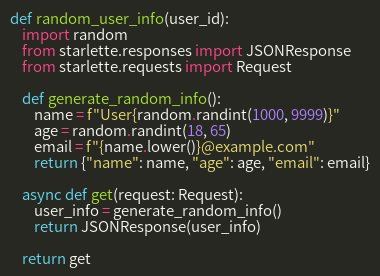 def random_user_info(user_id):
    import random
    from starlette.responses import JSONResponse
    from starlette.requests import Request

    def generate_random_info():
        name = f"User{random.randint(1000, 9999)}"
        age = random.randint(18, 65)
        email = f"{name.lower()}@example.com"
        return {"name": name, "age": age, "email": email}

    async def get(request: Request):
        user_info = generate_random_info()
        return JSONResponse(user_info)

    return get